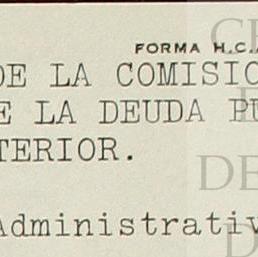 FORMA H.C.
DE LA COMISIO
E LA DEUDA PU
TERIOR.
Administrativ